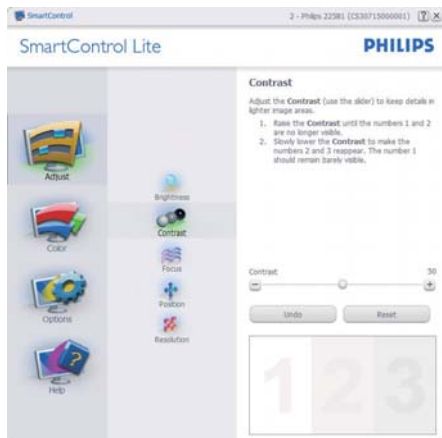 SmartControl
2 - Philips 225B1 (CS30715000001)
SmartControl Lite
PHILIPS
Adjust
Color
Options
Help
Brightness
Contrast
Focus
Position
Resolution
Contrast
Adjust the Contrast (use the slider) to keep details in
lighter image areas.
1. Raise the Contrast until the numbers 1 and 2
are no longer visible.
2. Slowly lower the Contrast to make the
numbers 2 and 3 reappear. The number 1
should remain barely visible.
Contrast
50
Undo
Reset
1 2 3